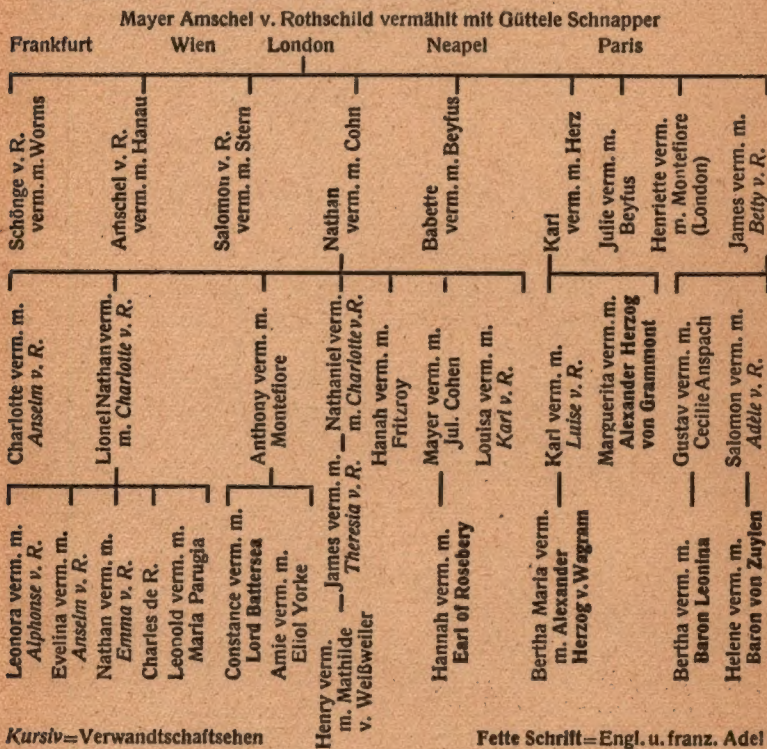 Mayer Amschel v. Rothschild vermählt mit Güttele Schnapper
Frankfurt Wien London Neapel Paris
Schönge v. R.
verm. m. Worms
Amschel v. R.
verm. m. Hanau
Salomon v. R.
verm. m. Stern
Nathan
verm. m. Cohn
Babette
verm. m. Beyfus
Karl
verm. m. Herz
Julie verm. m.
Beyfus
Henriette verm.
m. Montefiore
(London)
James verm. m.
Betty v. R.
Charlotte verm. m.
Anselm v. R.
Lionel Nathan verm.
m. Charlotte v. R.
Anthony verm. m.
Montefiore
Nathaniel verm.
m. Charlotte v. R.
Hanah verm. m.
Fritzroy
Mayer verm. m.
Jul. Cohen
Louisa verm. m.
Karl v. R.
Karl verm. m.
Luise v. R.
Marguerita verm. m.
Alexander Herzog
von Grammont
Gustav verm. m.
Cecilie Anspach
Salomon verm. m.
Adèle v. R.
Leonora verm. m.
Alphonse v. R.
Evelina verm. m.
Anselm v. R.
Nathan verm. m.
Emma v. R.
Charles de R.
Leopold verm. m.
Maria Parugia
Constance verm. m.
Lord Battersea
Amie verm. m.
Eliol Yorke
James verm. m.
Theresia v. R.
Henry verm.
m. Mathilde
v. Weißweiler
Hannah verm. m.
Earl of Rosebery
Bertha Maria verm.
m. Alexander
Herzog v. Wagram
Bertha verm. m.
Baron Leonina
Helene verm. m.
Baron von Zuylen
Kursiv=Verwandtschaftsehen
Fette Schrift=Engl. u. franz. Adel